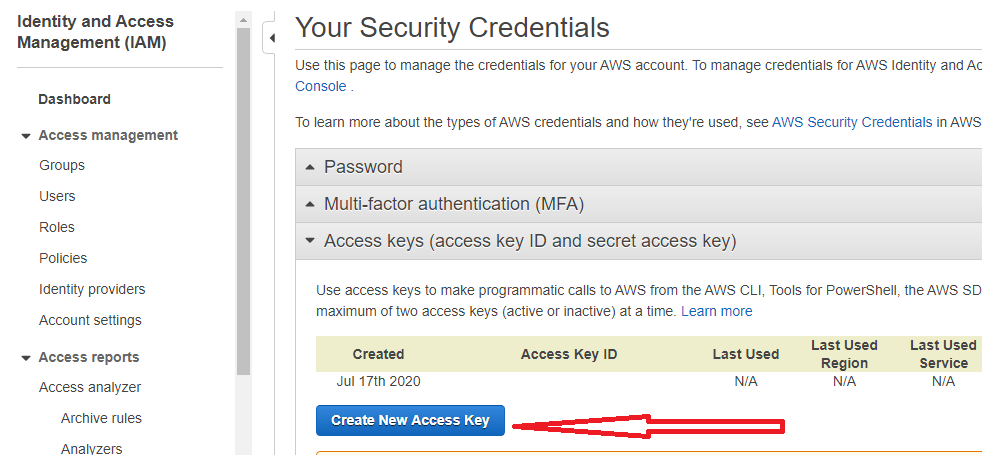 Identity and Access
Management (IAM)
Dashboard
Access management
Groups
Users
Roles
Policies
Identity providers
Account settings
Access reports
Access analyzer
Archive rules
Analyzers
Your Security Credentials
Use this page to manage the credentials for your AWS account. To manage credentials for AWS Identity and Ac
Console .
To learn more about the types of AWS credentials and how they're used, see AWS Security Credentials in AWS
Password
Multi-factor authentication (MFA)
Access keys (access key ID and secret access key)
Use access keys to make programmatic calls to AWS from the AWS CLI, Tools for PowerShell, the AWS SD
maximum of two access keys (active or inactive) at a time. Learn more
Created Access Key ID Last Used Last Used Region Last Used Service
Jul 17th 2020 N/A N/A N/A
Create New Access Key